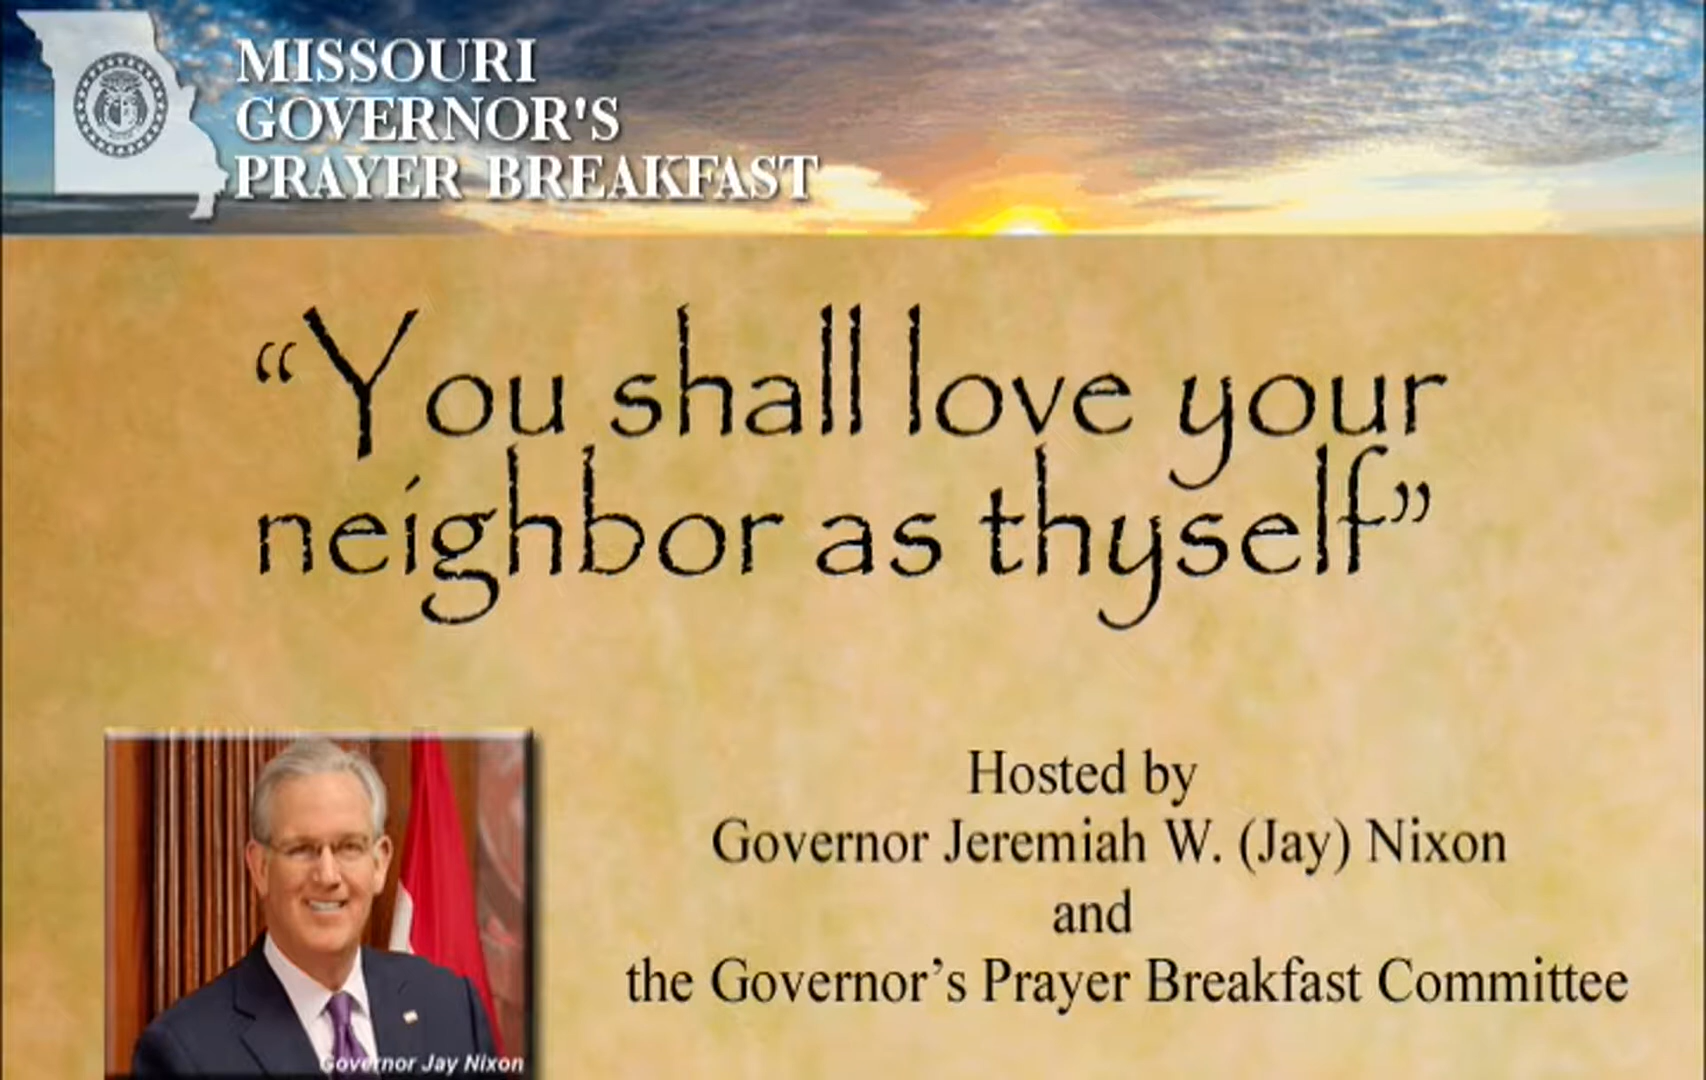 MISSOURI
GOVERNOR'S
PRAYER BREAKFAST
“You shall love your
neighbor as thyself”
Hosted by
Governor Jeremiah W. (Jay) Nixon
and
the Governor’s Prayer Breakfast Committee
Governor Jay Nixon